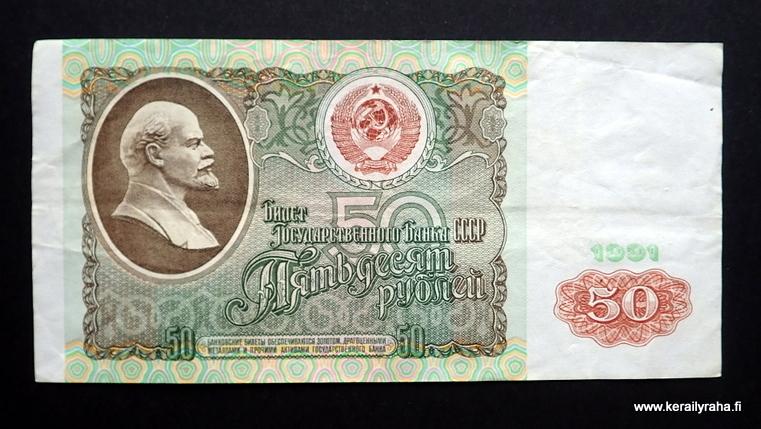 Билет
Государственного Банка СССР
50
Пятьдесят
рублей
50
БАНКОВСКИЕ БИЛЕТЫ ОБЕСПЕЧИВАЮТСЯ ЗОЛОТОМ, ДРАГОЦЕННЫМИ
МЕТАЛЛАМИ И ПРОЧИМИ АКТИВАМИ ГОСУДАРСТВЕННОГО БАНКА
50
1991
50
www.kerailyraha.fi